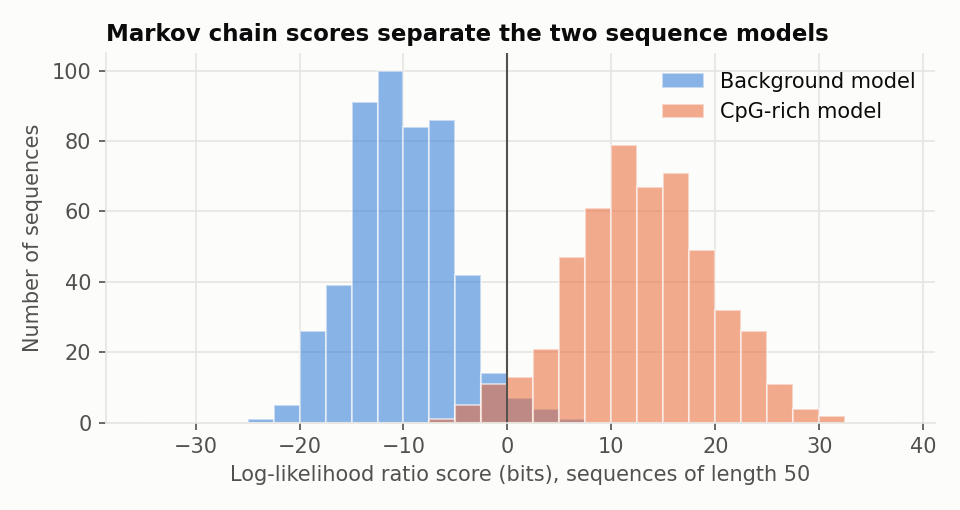 Markov chain scores separate the two sequence models
Background model
CpG-rich model
Number of sequences
100
80
60
40
20
0
−30
−20
−10
0
10
20
30
40
Log-likelihood ratio score (bits), sequences of length 50